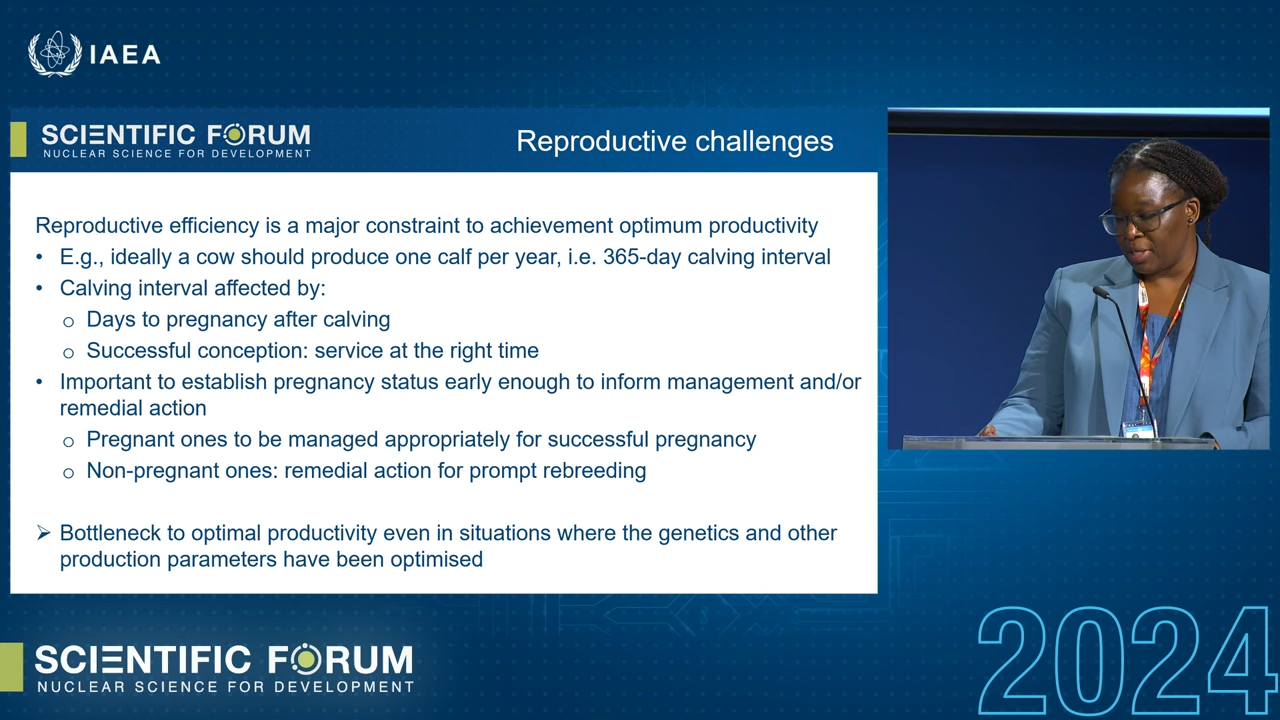 IAEA
SCIENTIFIC FORUM
NUCLEAR SCIENCE FOR DEVELOPMENT
Reproductive challenges
Reproductive efficiency is a major constraint to achievement optimum productivity
• E.g., ideally a cow should produce one calf per year, i.e. 365-day calving interval
• Calving interval affected by:
o Days to pregnancy after calving
o Successful conception: service at the right time
• Important to establish pregnancy status early enough to inform management and/or
remedial action
o Pregnant ones to be managed appropriately for successful pregnancy
o Non-pregnant ones: remedial action for prompt rebreeding
➢ Bottleneck to optimal productivity even in situations where the genetics and other
production parameters have been optimised
SCIENTIFIC FORUM
NUCLEAR SCIENCE FOR DEVELOPMENT
2024